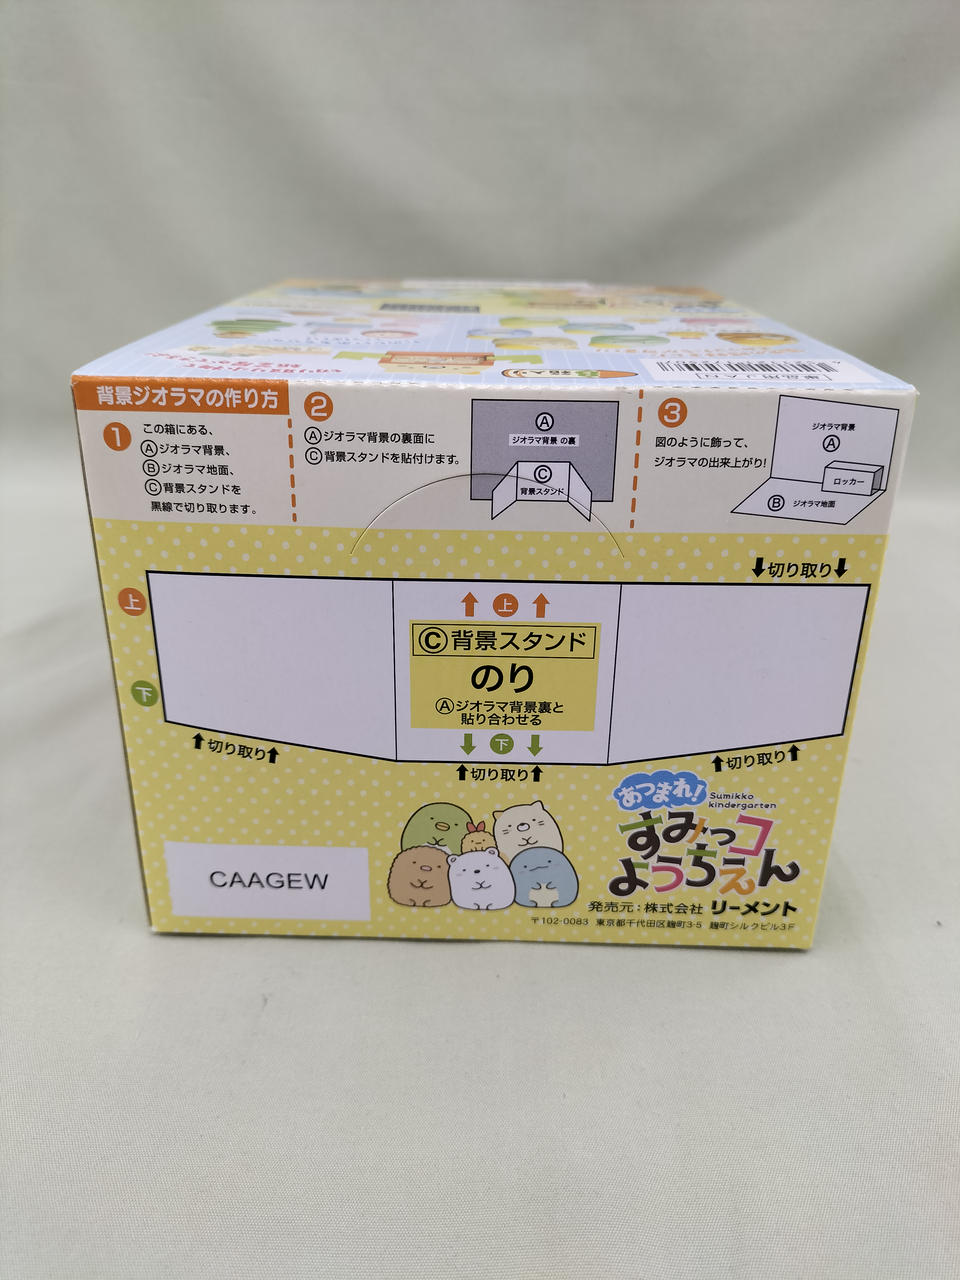 背景ジオラマの作り方
1
この箱にある、
Ⓐジオラマ背景、
Ⓑジオラマ地面、
Ⓒ背景スタンドを
黒線で切り取ります。
2
Ⓐジオラマ背景の裏面に
Ⓒ背景スタンドを貼付けます。
Ⓐ
ジオラマ背景 の裏
Ⓒ
背景スタンド
3
図のように飾って、
ジオラマの出来上がり!
ジオラマ背景
Ⓐ
ロッカー
Ⓑ ジオラマ地面
切り取り
上
上
Ⓒ背景スタンド
のり
Ⓐジオラマ背景裏と
貼り合わせる
下
下
切り取り
切り取り
切り取り
あつまれ!
Sumikko
kindergarten
すみっコ
ようちえん
CAAGEW
発売元:株式会社 リーメント
〒102-0083 東京都千代田区麹町3-5 麹町シルクビル3F